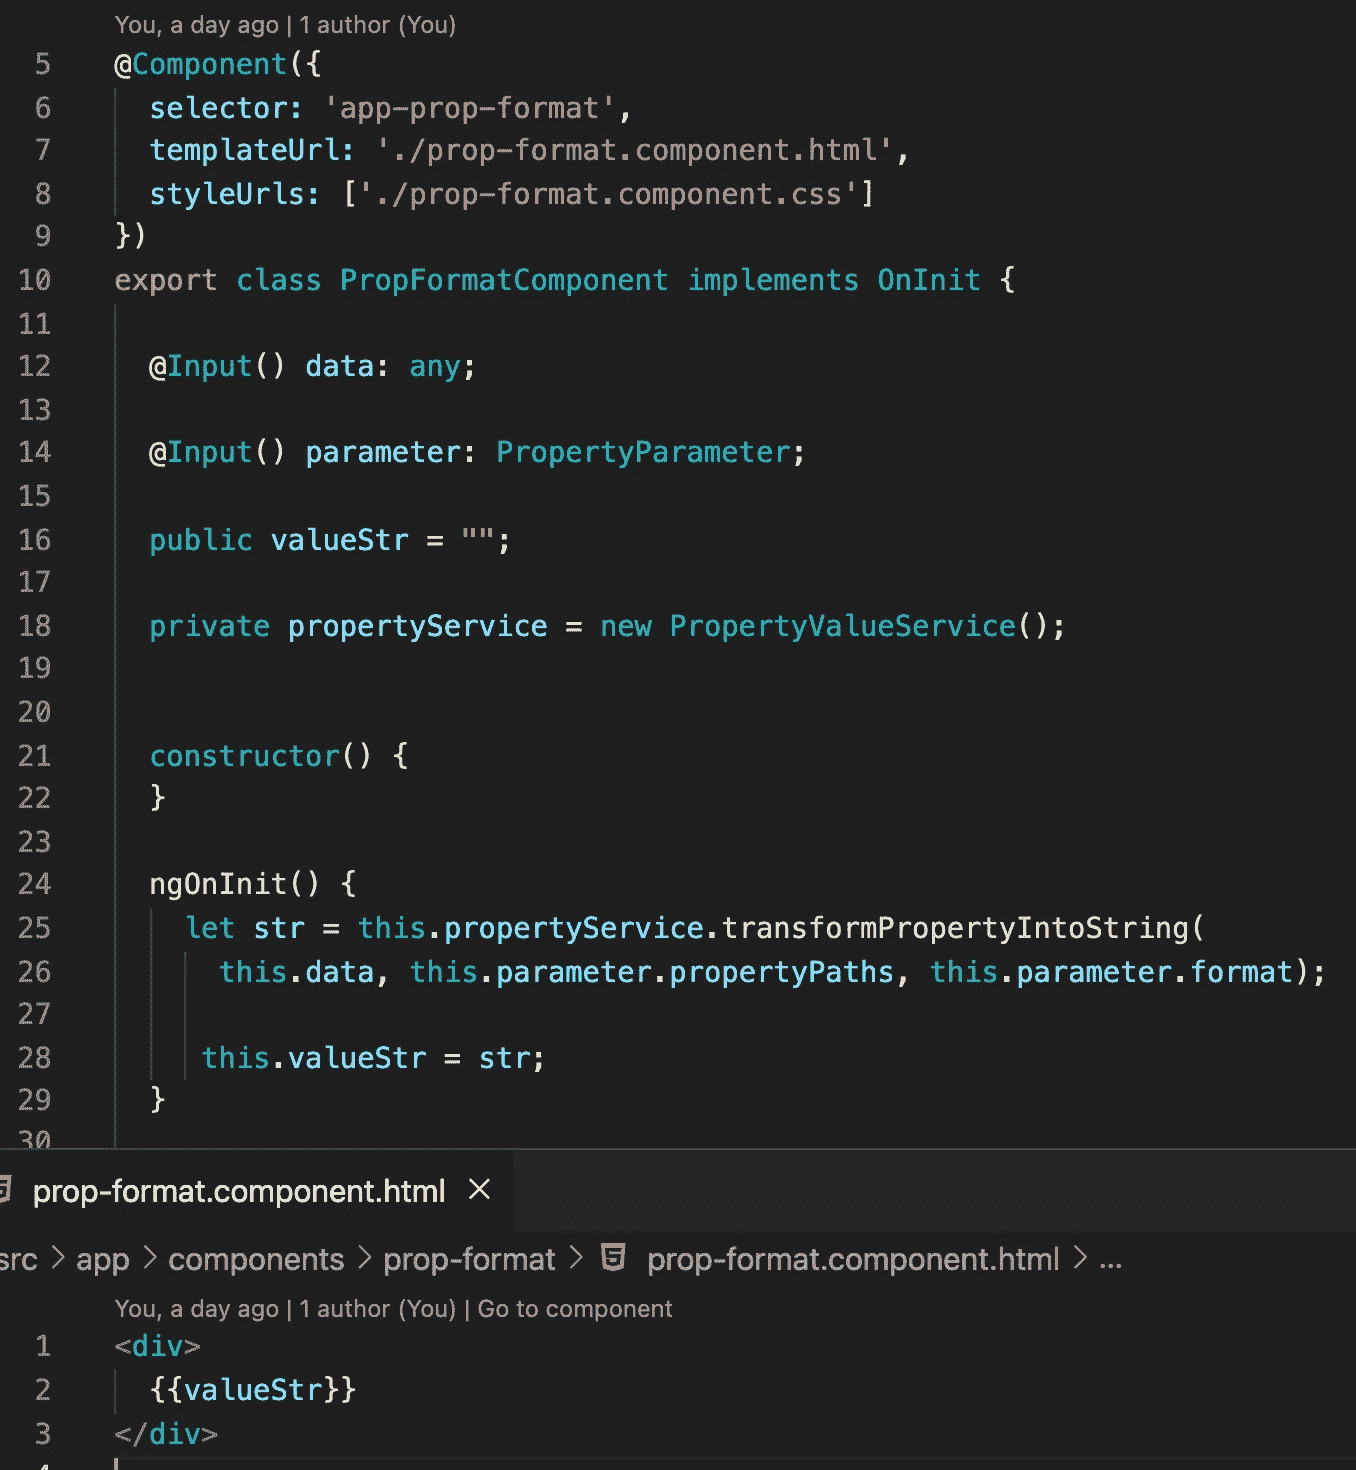 You, a day ago | 1 author (You)
5 @Component({
6 selector: 'app-prop-format',
7 templateUrl: './prop-format.component.html',
8 styleUrls: ['./prop-format.component.css']
9 })
10 export class PropFormatComponent implements OnInit {
11
12 @Input() data: any;
13
14 @Input() parameter: PropertyParameter;
15
16 public valueStr = "";
17
18 private propertyService = new PropertyValueService();
19
20
21 constructor() {
22 }
23
24 ngOnInit() {
25 let str = this.propertyService.transformPropertyIntoString(
26 this.data, this.parameter.propertyPaths, this.parameter.format);
27
28 this.valueStr = str;
29 }
30
prop-format.component.html ×
src > app > components > prop-format > prop-format.component.html > ...
You, a day ago | 1 author (You) | Go to component
1 <div>
2 {{valueStr}}
3 </div>